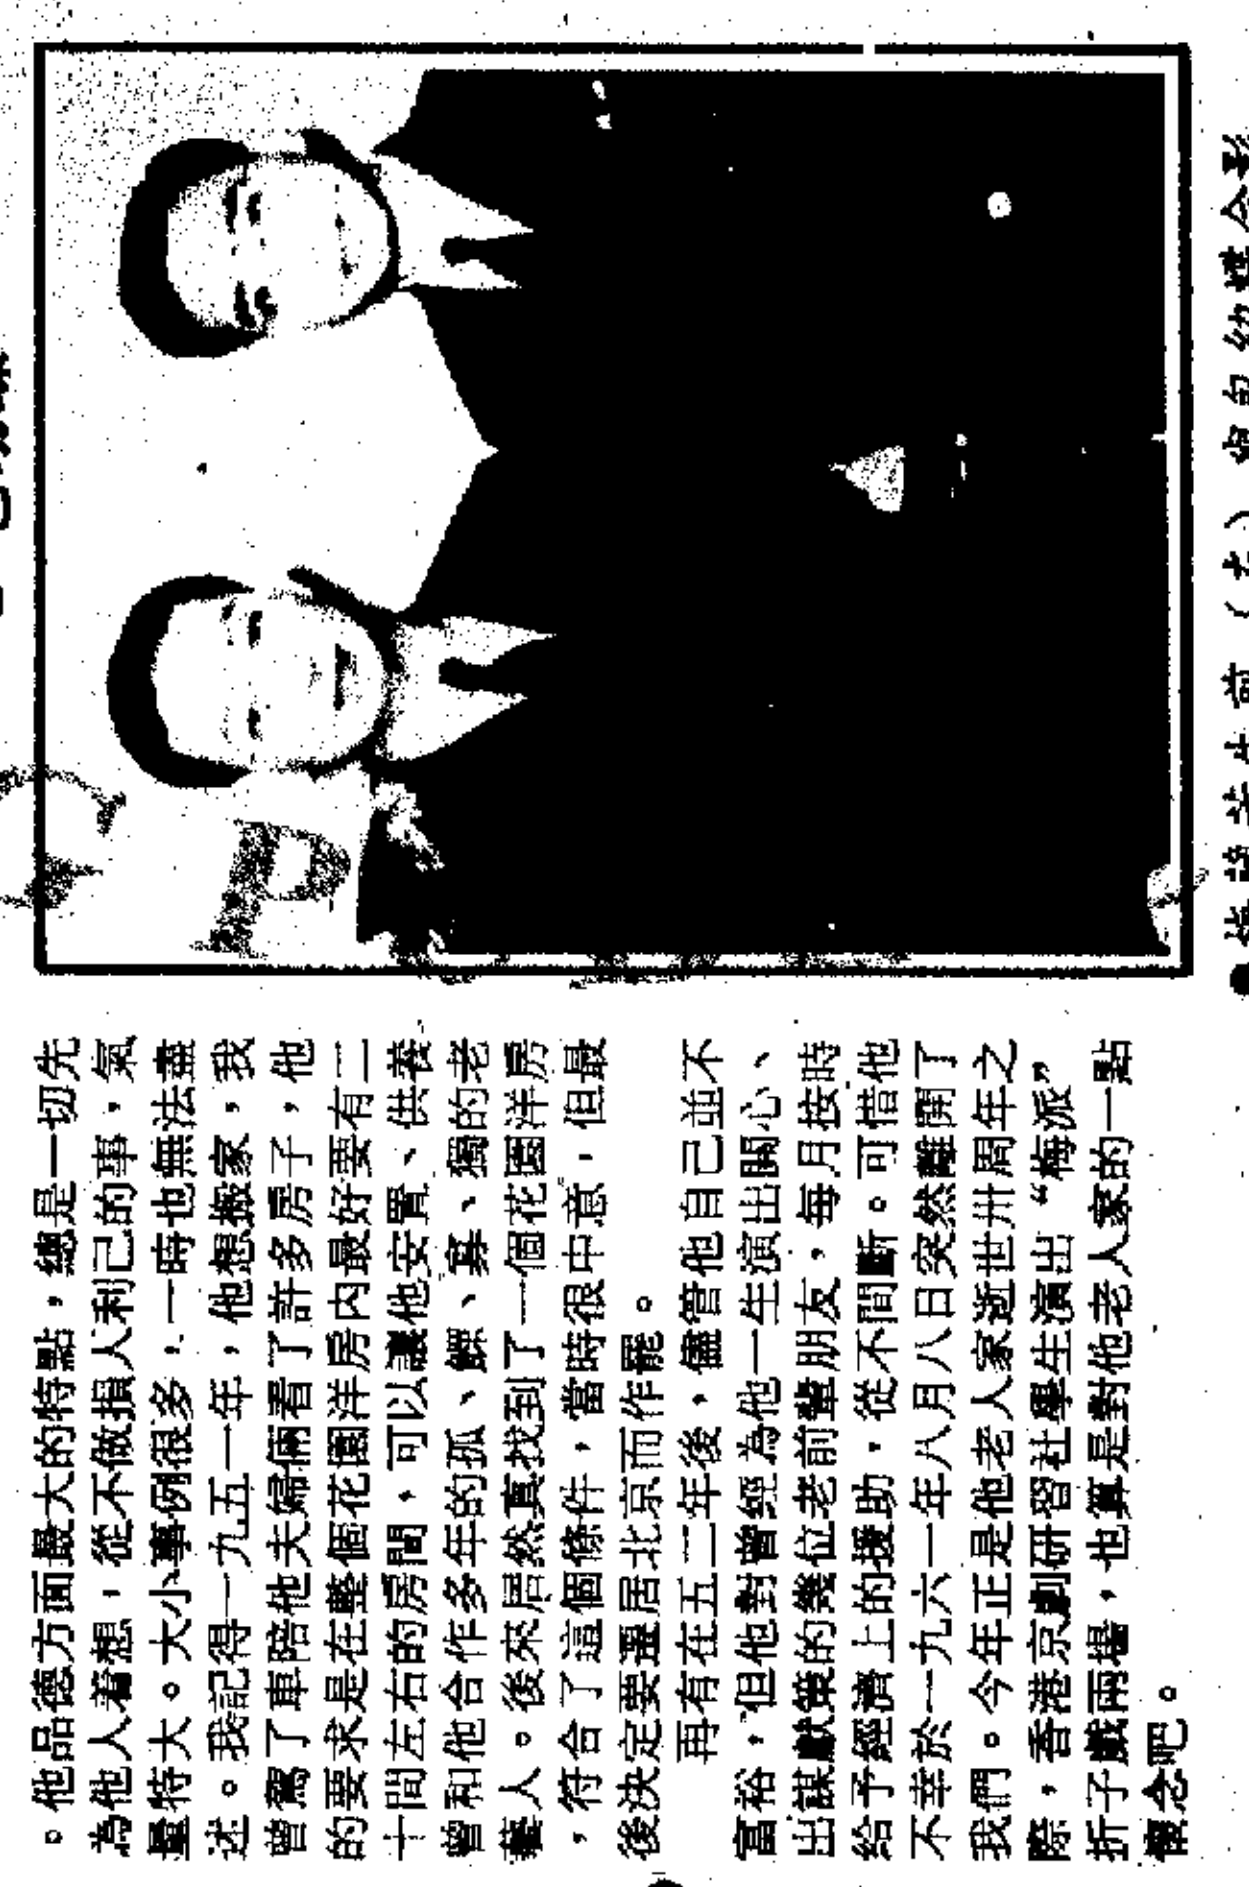 。他品德方面最大的特點，總是一切先
為他人着想，從不做損人利己的事，氣
量特大。大小事例很多，一時也無法盡
述。我記得一九五一年，他想搬家，我
曾駕了車陪他夫婦倆看了許多房子，他
的要求是在整個花園洋房內最好要有二
十間左右的房間，可以讓他安置、供養
曾和他合作多年的孤、鰥、寡、獨的老
藝人。後來居然真找到了一個花園洋房
，符合了這個條件，當時很中意，但最
後決定要遷居北京而作罷。
再有在五二年後，儘管他自己並不
富裕，但他對曾經為他一生演出關心、
出謀獻策的幾位老前輩朋友，每月按時
給予經濟上的援助，從不間斷。可惜他
不幸於一九六一年八月八日突然離開了
我們。今年正是他老人家逝世卅周年之
際，香港京劇研習社學生演出“梅派”
折子戲兩場，也算是對他老人家的一點
懷念吧。